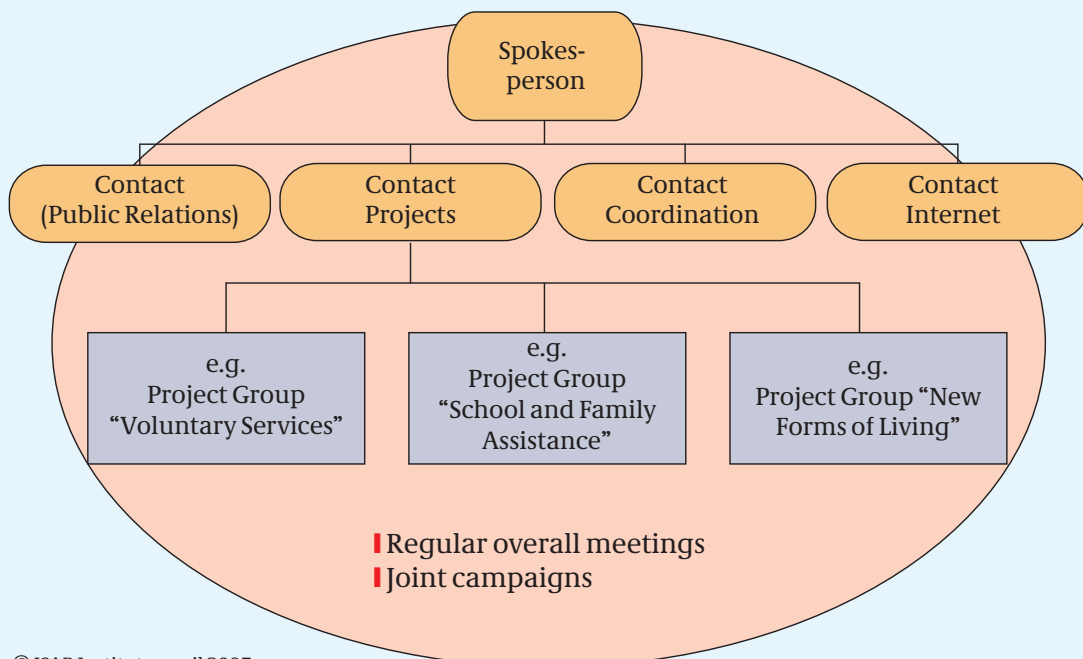 Spokes-
person
Contact
(Public Relations)
Contact
Projects
Contact
Coordination
Contact
Internet
e.g.
Project Group
“Voluntary Services”
e.g.
Project Group
“School and Family
Assistance”
e.g.
Project Group “New
Forms of Living”
Regular overall meetings
Joint campaigns